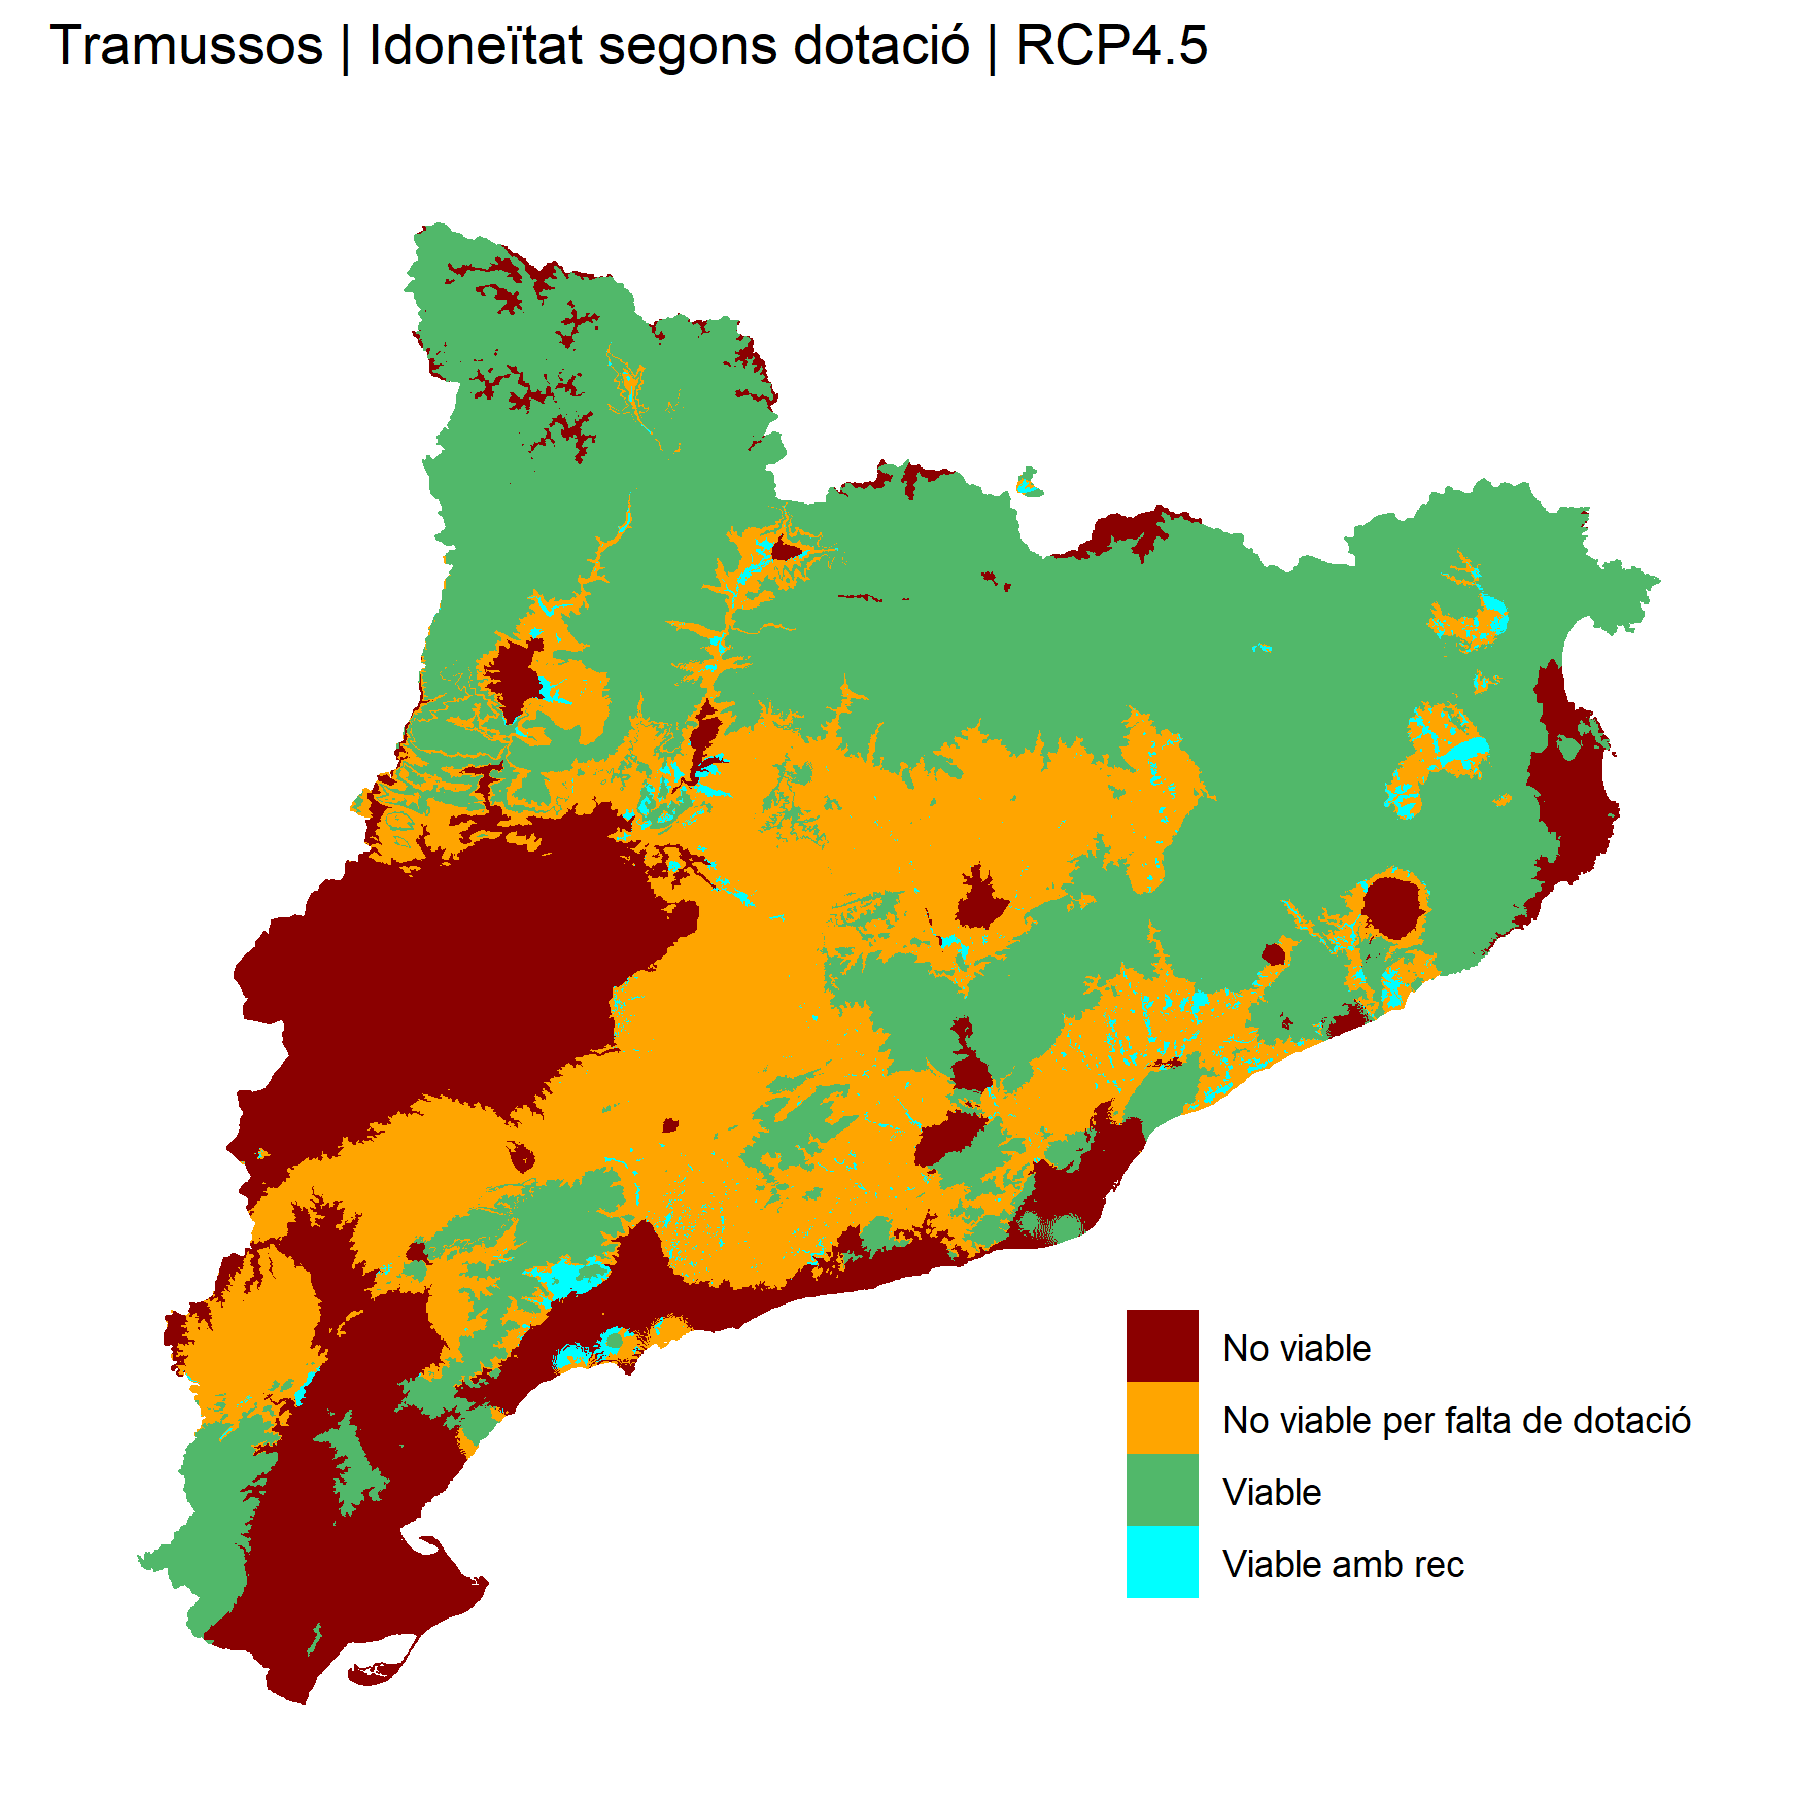 Tramussos | Idoneïtat segons dotació | RCP4.5
No viable
No viable per falta de dotació
Viable
Viable amb rec